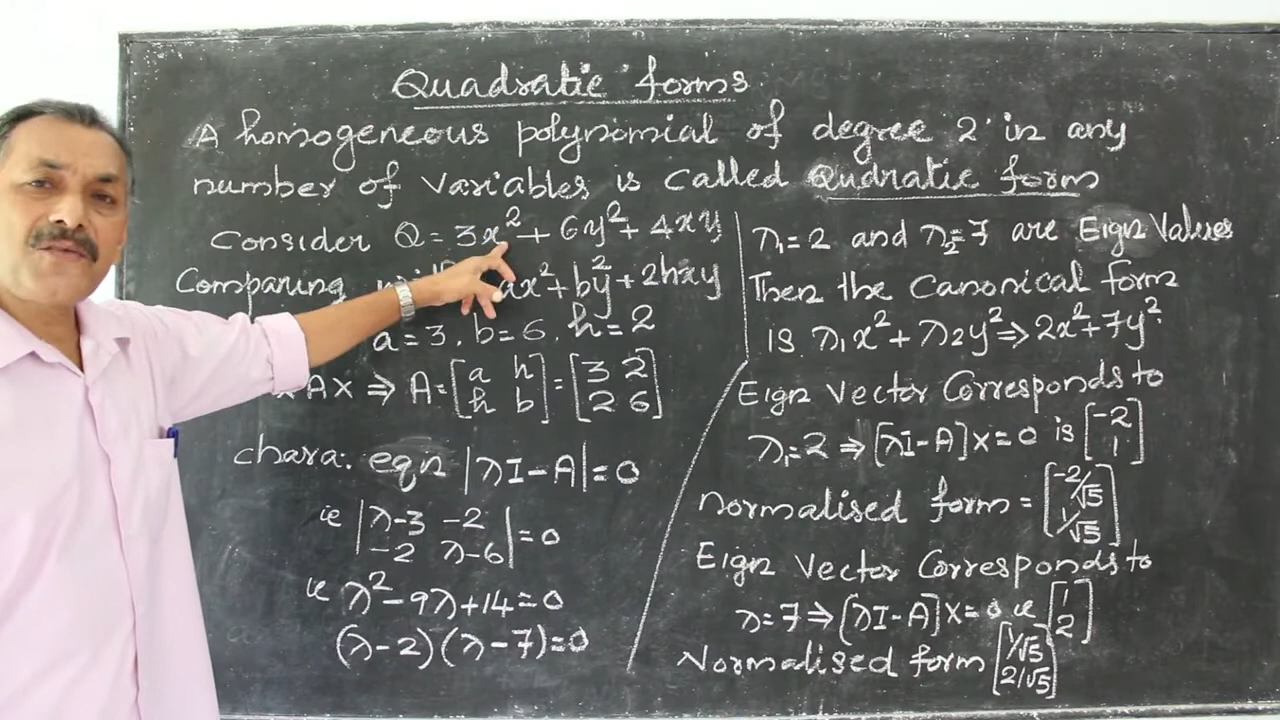 Quadratic forms.
A homogeneous polynomial of degree 2 in any
number of variables is called Qudratic form
Consider Q = 3x² + 6y² + 4xy
Comparing ax² + by² + 2hxy
a = 3, b = 6, h = 2
AX ⇒ A = [a h; h b] = [3 2; 2 6]
chara: eqn |λI - A| = 0
ie |λ-3 -2; -2 λ-6| = 0
ie λ² - 9λ + 14 = 0
(λ - 2)(λ - 7) = 0
λ₁ = 2 and λ₂ = 7 are Eign Values
Then the Canonical form
is λ₁x² + λ₂y² ⇒ 2x² + 7y².
Eign Vector Corresponds to
λ₁ = 2 ⇒ [λI - A]X = 0 is [-2; 1]
Normalised form = [-2/√5; 1/√5]
Eign Vector Corresponds to
λ = 7 ⇒ [λI - A]X = 0 ie [1; 2]
Normalised form [1/√5; 2/√5]